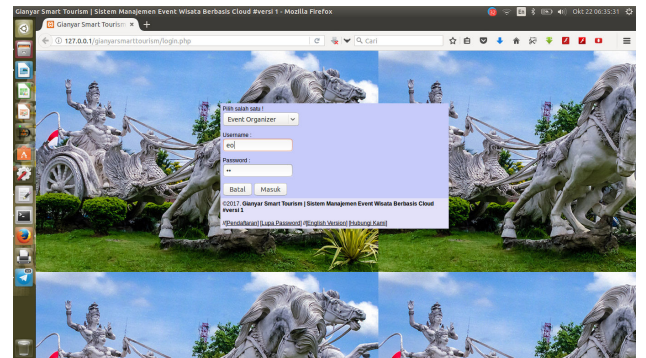 Gianyar Smart Tourism | Sistem Manajemen Event Wisata Berbasis Cloud #versi 1 - Mozilla Firefox
En
Okt 22 06:35:31
Gianyar Smart Tourism
127.0.0.1/gianyarsmarttourism/login.php
Cari
Pilih salah satu !
Event Organizer
Username :
eo
Password :
Batal
Masuk
©2017. Gianyar Smart Tourism | Sistem Manajemen Event Wisata Berbasis Cloud
#versi 1
//[Pendaftaran] [Lupa Password] //[English Version] [Hubungi Kami]